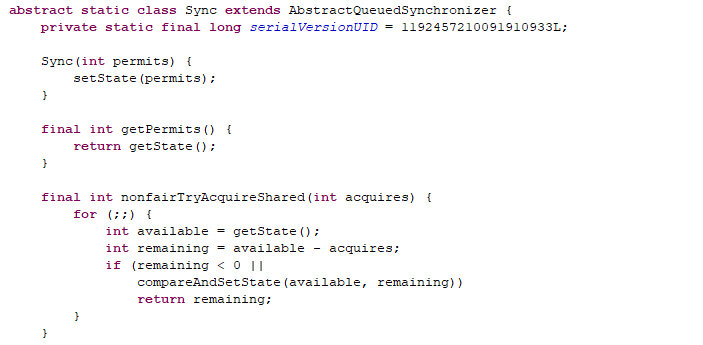 abstract static class Sync extends AbstractQueuedSynchronizer {
    private static final long serialVersionUID = 1192457210091910933L;

    Sync(int permits) {
        setState(permits);
    }

    final int getPermits() {
        return getState();
    }

    final int nonfairTryAcquireShared(int acquires) {
        for (;;) {
            int available = getState();
            int remaining = available - acquires;
            if (remaining < 0 ||
                compareAndSetState(available, remaining))
                return remaining;
        }
    }